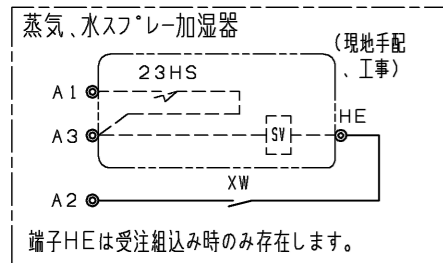 蒸気、水スプレー加湿器
(現地手配
、工事)
23HS
A1
HE
A3
SV
XW
A2
端子HEは受注組込み時のみ存在します。